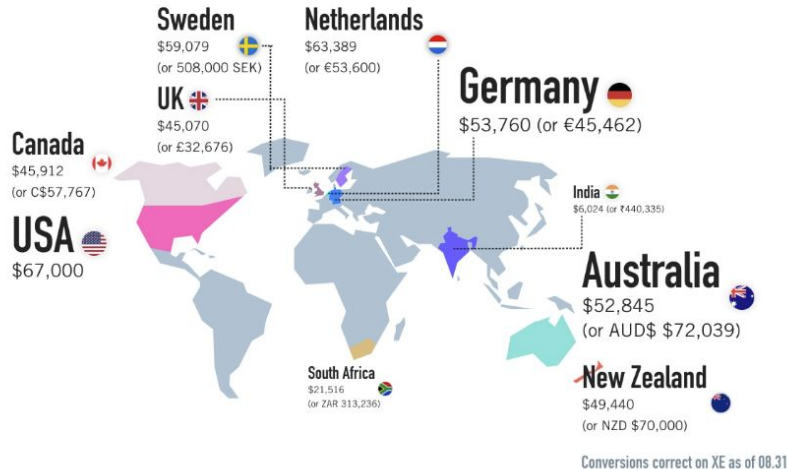 Sweden
$59,079
(or 508,000 SEK)
Netherlands
$63,389
(or €53,600)
UK
$45,070
(or £32,676)
Germany
$53,760 (or €45,462)
Canada
$45,912
(or C$57,767)
USA
$67,000
India
$6,024 (or ₹440,335)
Australia
$52,845
(or AUD$ $72,039)
South Africa
$21,516
(or ZAR 313,236)
New Zealand
$49,440
(or NZD $70,000)
Conversions correct on XE as of 08.31